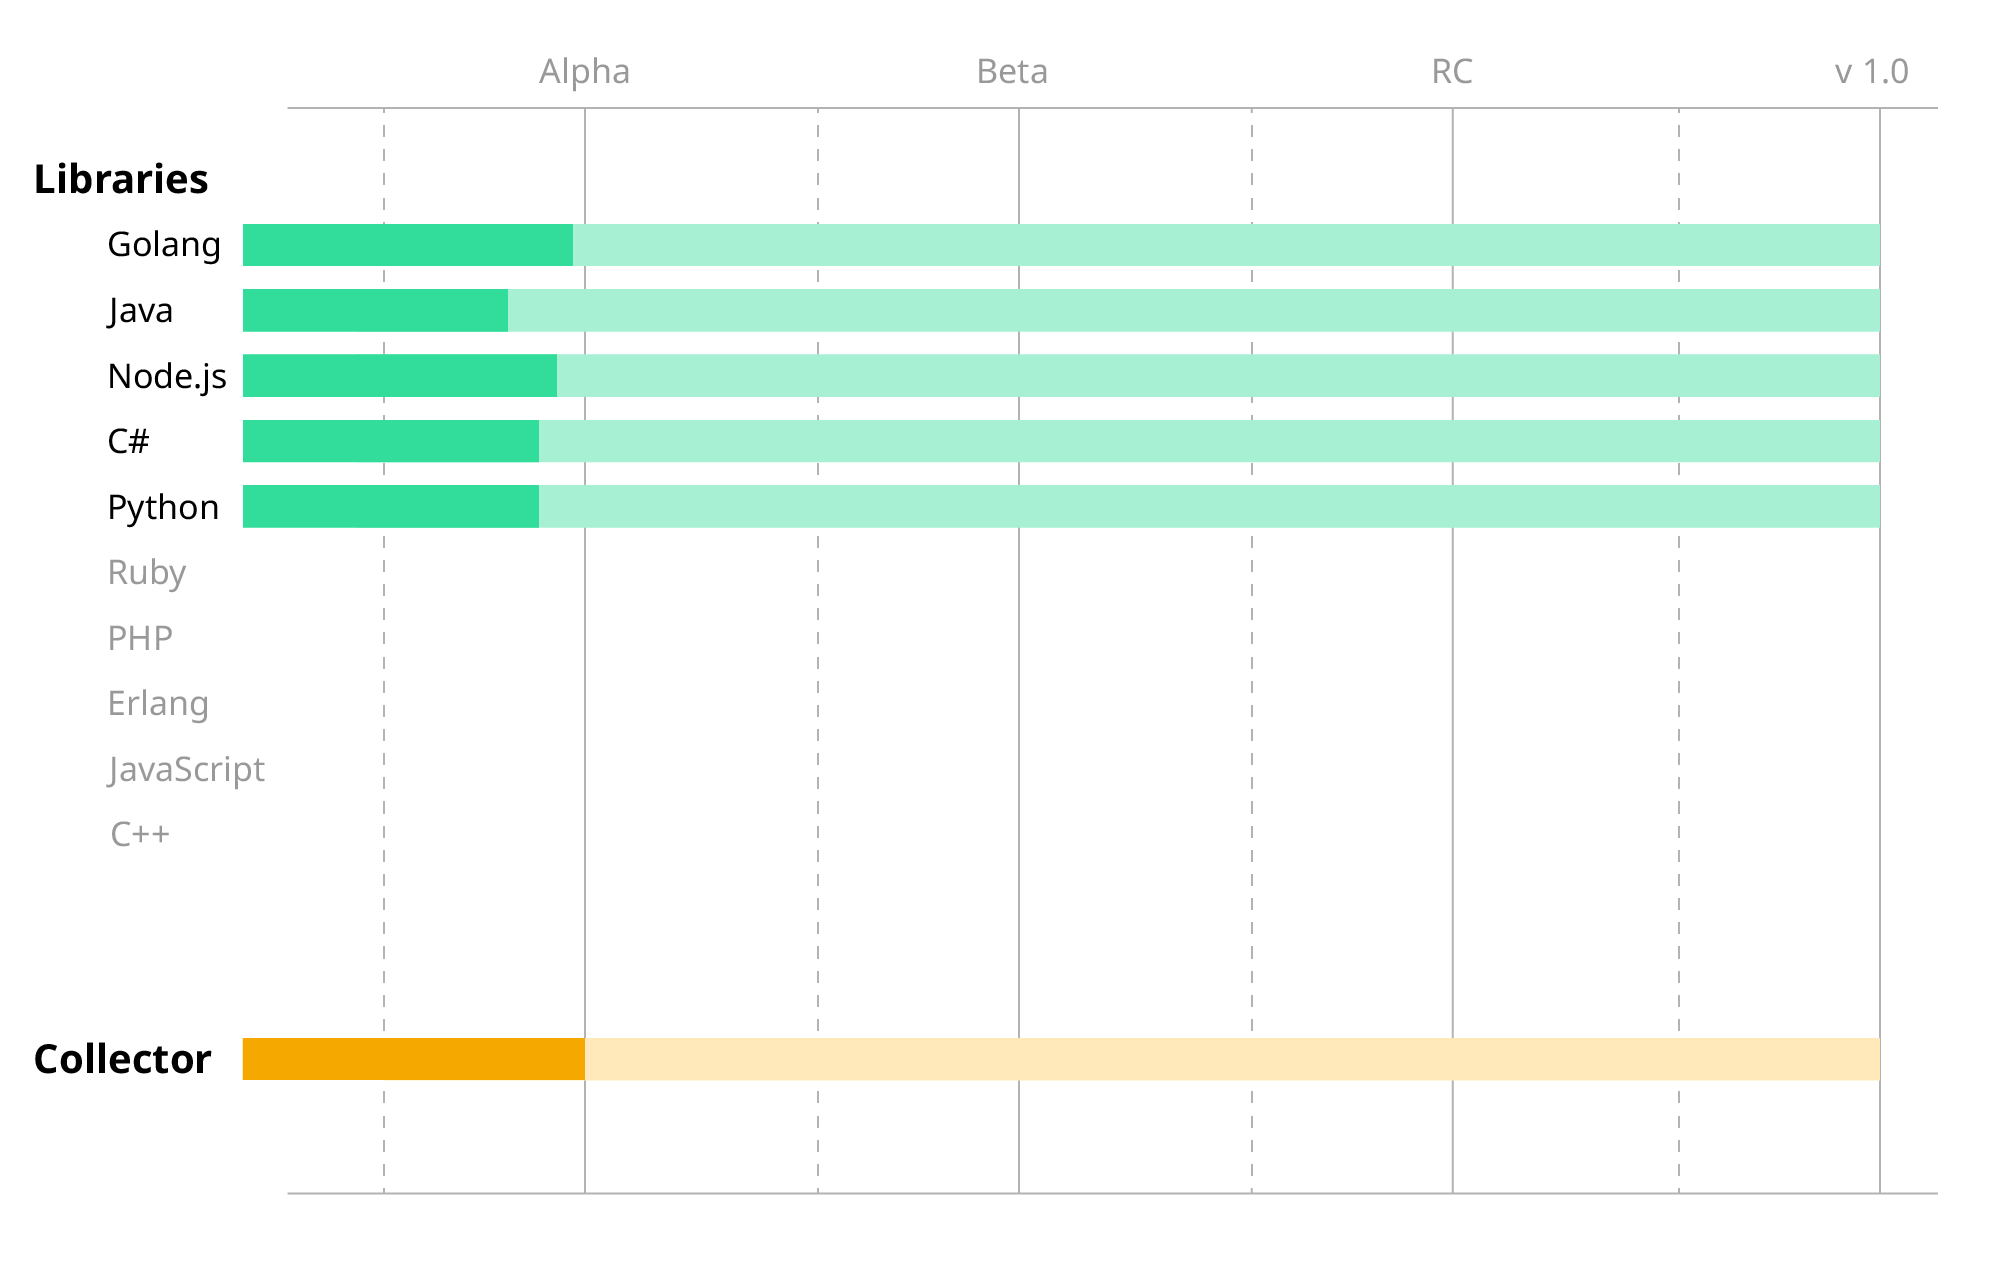 Alpha Beta RC v 1.0
Libraries
Golang
Java
Node.js
C#
Python
Ruby
PHP
Erlang
JavaScript
C++
Collector